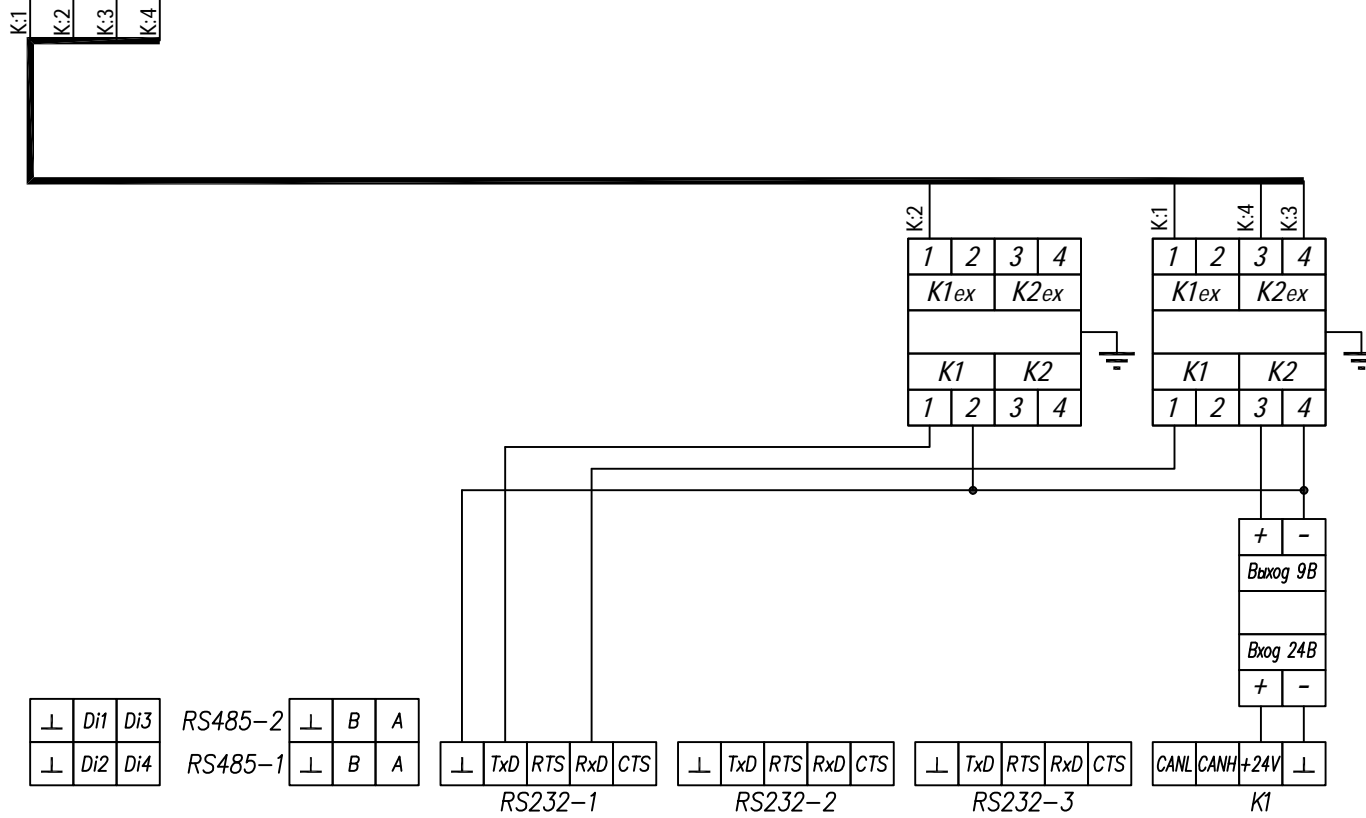 K:1 K:2 K:3 K:4
K:2 K:1 K:4 K:3
1 2 3 4 1 2 3 4
K1ex K2ex K1ex K2ex
K1 K2 K1 K2
1 2 3 4 1 2 3 4
+ -
Выход 9В
Вход 24В
+ -
⊥ Di1 Di3 RS485-2 ⊥ B A
⊥ Di2 Di4 RS485-1 ⊥ B A
⊥ TxD RTS RxD CTS ⊥ TxD RTS RxD CTS ⊥ TxD RTS RxD CTS CANL CANH +24V ⊥
RS232-1 RS232-2 RS232-3 K1